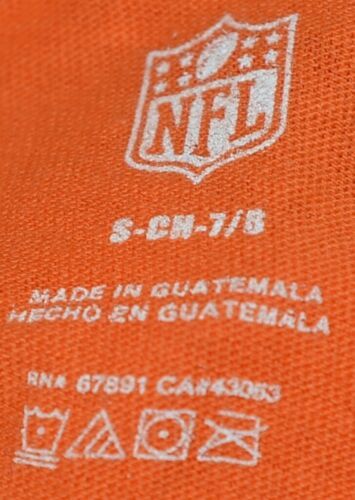 NFL
S-CH-7/8
MADE IN GUATEMALA
HECHO EN GUATEMALA
RN# 67891 CA#43053